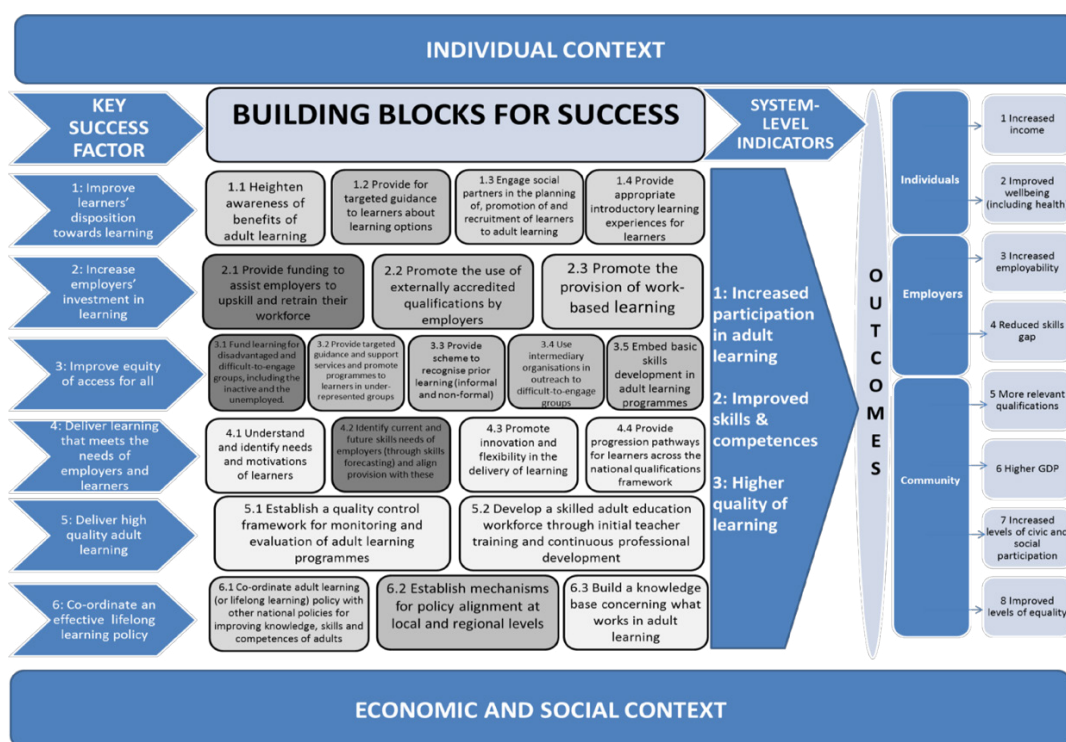 INDIVIDUAL CONTEXT
KEY
SUCCESS
FACTOR
BUILDING BLOCKS FOR SUCCESS
SYSTEM-
LEVEL
INDICATORS
1: Improve
learners'
disposition
towards learning
1.1 Heighten
awareness of
benefits of
adult learning
1.2 Provide for
targeted guidance
to learners about
learning options
1.3 Engage social
partners in the planning
of, promotion of and
recruitment of learners
to adult learning
1.4 Provide
appropriate
introductory learning
experiences for
learners
2: Increase
employers'
investment in
learning
2.1 Provide funding to
assist employers to
upskill and retrain their
workforce
2.2 Promote the use of
externally accredited
qualifications by
employers
2.3 Promote the
provision of work-
based learning
3: Improve equity
of access for all
3.1 Fund learning for
disadvantaged and
difficult-to-engage
groups, including the
inactive and the
unemployed.
3.2 Provide targeted
guidance and support
services and promote
programmes to
learners in under-
represented groups
3.3 Provide
scheme to
recognise prior
learning (informal
and non-formal)
3.4 Use
intermediary
organisations in
outreach to
difficult-to-engage
groups
3.5 Embed basic
skills
development in
adult learning
programmes
4: Deliver learning
that meets the
needs of
employers and
learners
4.1 Understand
and identify needs
and motivations
of learners
4.2 Identify current and
future skills needs of
employers (through skills
forecasting) and align
provision with these
4.3 Promote
innovation and
flexibility in the
delivery of learning
4.4 Provide
progression pathways
for learners across the
national qualifications
framework
5: Deliver high
quality adult
learning
5.1 Establish a quality control
framework for monitoring and
evaluation of adult learning
programmes
5.2 Develop a skilled adult education
workforce through initial teacher
training and continuous professional
development
6: Co-ordinate an
effective lifelong
learning policy
6.1 Co-ordinate adult learning
(or lifelong learning) policy with
other national policies for
improving knowledge, skills and
competences of adults
6.2 Establish mechanisms
for policy alignment at
local and regional levels
6.3 Build a knowledge
base concerning what
works in adult
learning
1: Increased
participation
in adult
learning
2: Improved
skills &
competences
3: Higher
quality of
learning
OUTCOMES
Individuals
Employers
Community
1 Increased
income
2 Improved
wellbeing
(including health)
3 Increased
employability
4 Reduced skills
gap
5 More relevant
qualifications
6 Higher GDP
7 Increased
levels of civic and
social
participation
8 Improved
levels of equality
ECONOMIC AND SOCIAL CONTEXT